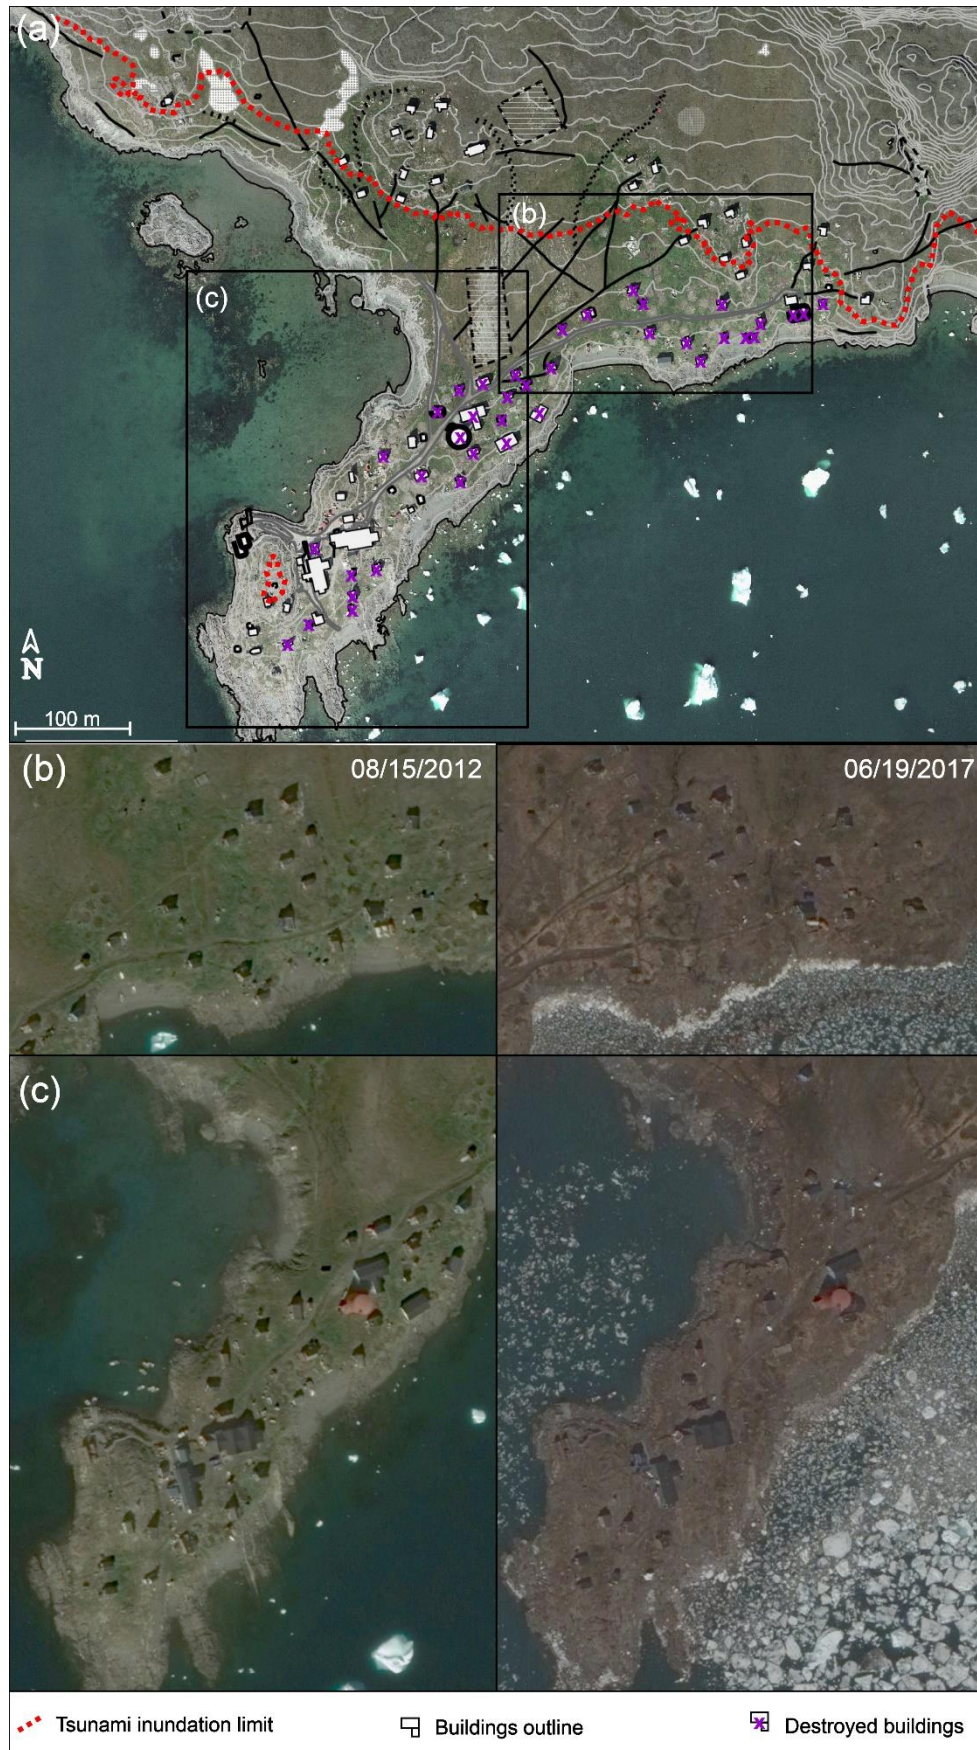 (a)
(b)
(c)
N
100 m
(b)
08/15/2012
06/19/2017
(c)
Tsunami inundation limit
Buildings outline
Destroyed buildings